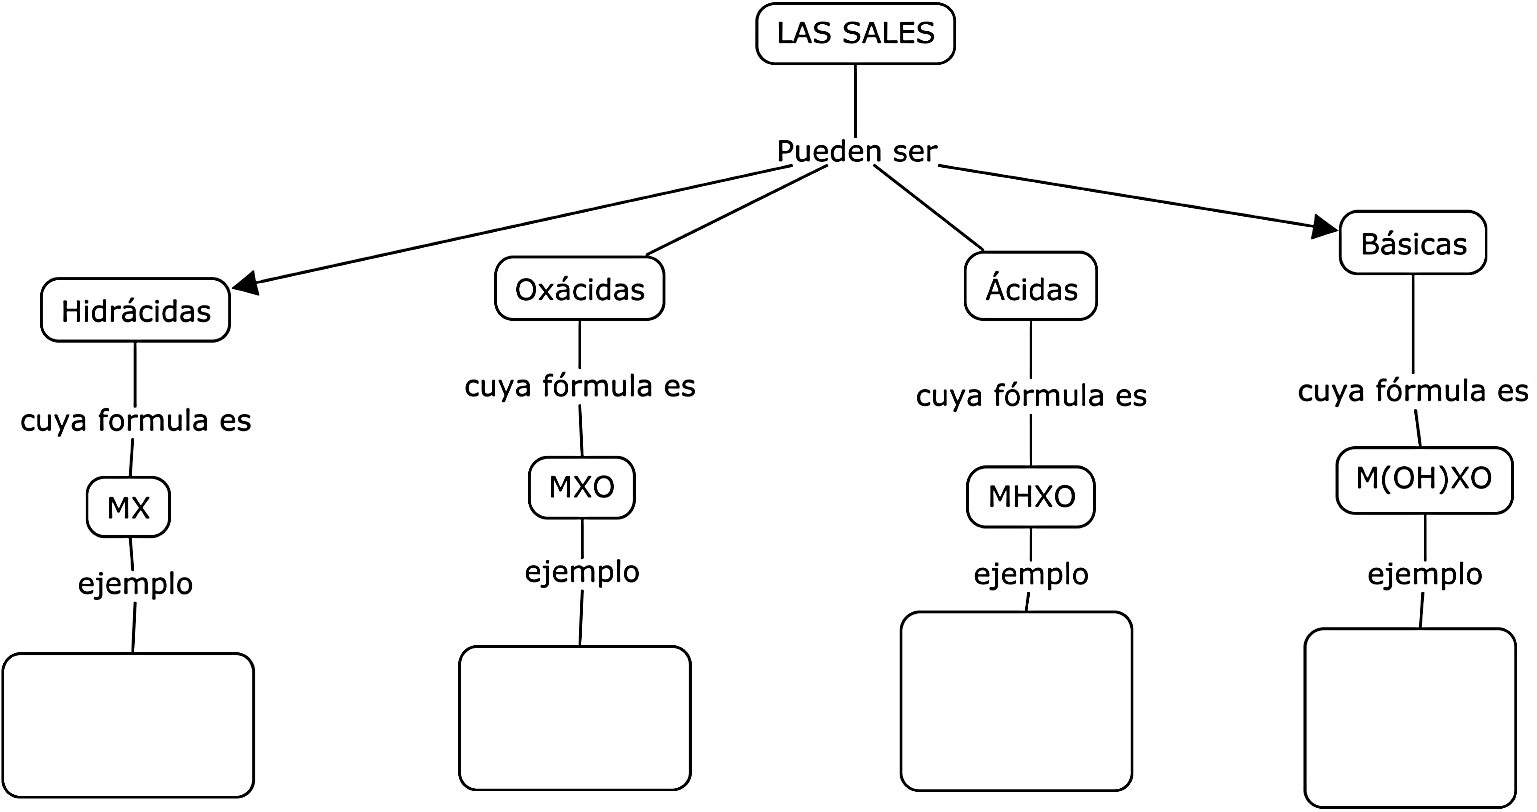 LAS SALES
Pueden ser
Hidrácidas
Oxácidas
Ácidas
Básicas
cuya formula es
cuya fórmula es
cuya fórmula es
cuya fórmula es
MX
MXO
MHXO
M(OH)XO
ejemplo
ejemplo
ejemplo
ejemplo